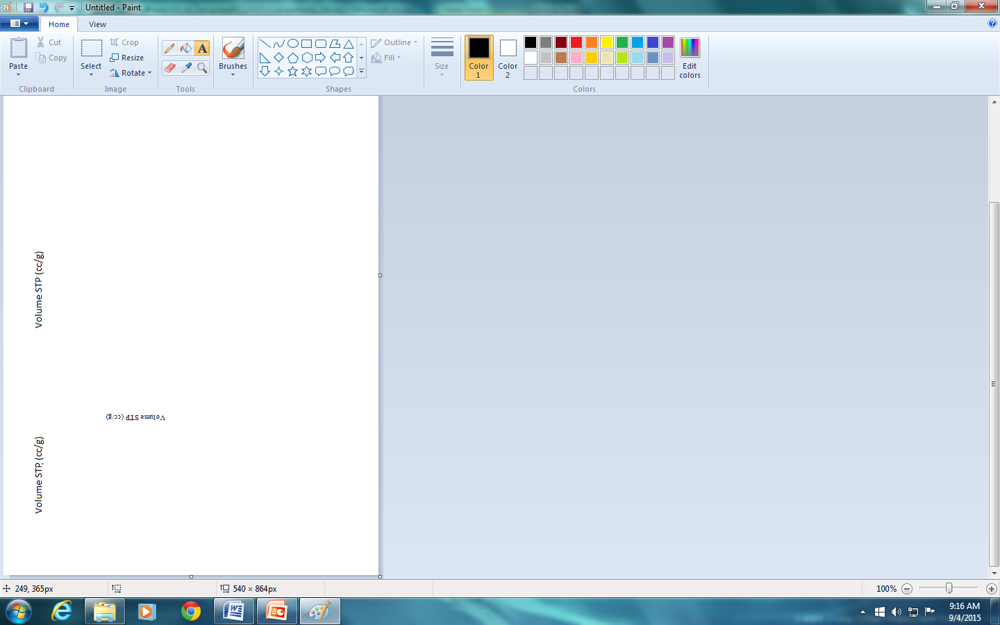 Untitled - Paint
Home
View
Paste
Cut
Copy
Clipboard
Select
Crop
Resize
Rotate
Image
A
Tools
Brushes
Outline
Fill
Shapes
Size
Color
1
Color
2
Edit
colors
Colors
Volume STP (cc/g)
Volume STP (cc/g)
Volume STP (cc/g)
249, 365px
540 × 864px
100%
9:16 AM
9/4/2015